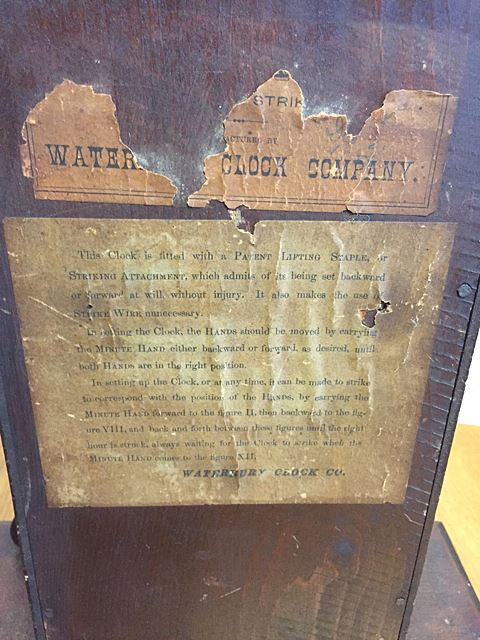 STRIK
ACTURED BY
WATER CLOCK COMPANY.
This Clock is fitted with a PATENT LIFTING STAPLE, or
STRIKING ATTACHMENT, which admits of its being set backward
or forward at will, without injury. It also makes the use of
STRIKE WIRE unnecessary.
In setting the Clock, the HANDS should be moved by carrying
the MINUTE HAND either backward or forward, as desired, until
both HANDS are in the right position.
In setting up the Clock, or at any time, it can be made to strike
to correspond with the position of the HANDS, by carrying the
MINUTE HAND forward to the figure II, then backward to the fig-
ure VIII, and back and forth between these figures until the right
hour is struck, always waiting for the Clock to strike when the
MINUTE HAND comes to the figure XII.
WATERBURY CLOCK CO.